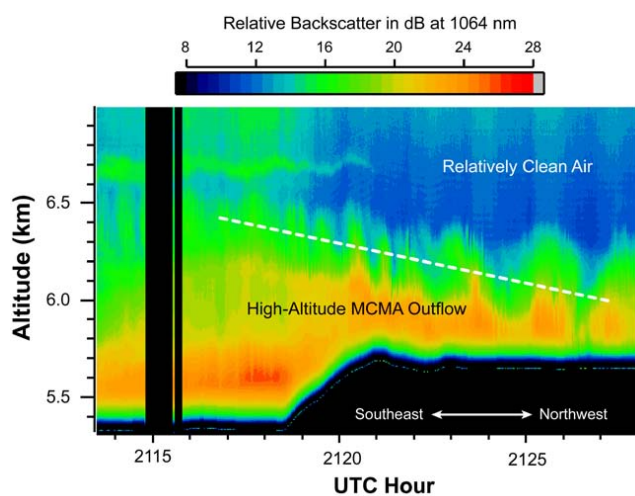 Relative Backscatter in dB at 1064 nm
8 12 16 20 24 28
Altitude (km)
6.5
6.0
5.5
Relatively Clean Air
High-Altitude MCMA Outflow
Southeast Northwest
2115 2120 2125
UTC Hour